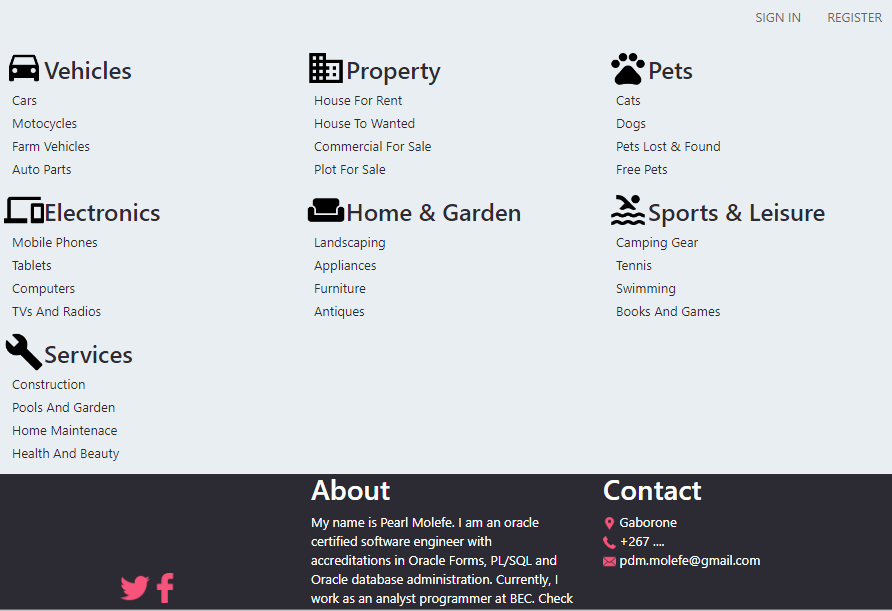 SIGN IN REGISTER
Vehicles
Cars
Motocycles
Farm Vehicles
Auto Parts
Property
House For Rent
House To Wanted
Commercial For Sale
Plot For Sale
Pets
Cats
Dogs
Pets Lost & Found
Free Pets
Electronics
Mobile Phones
Tablets
Computers
TVs And Radios
Home & Garden
Landscaping
Appliances
Furniture
Antiques
Sports & Leisure
Camping Gear
Tennis
Swimming
Books And Games
Services
Construction
Pools And Garden
Home Maintenace
Health And Beauty
About
My name is Pearl Molefe. I am an oracle
certified software engineer with
accreditations in Oracle Forms, PL/SQL and
Oracle database administration. Currently, I
work as an analyst programmer at BEC. Check
Contact
Gaborone
+267 ....
pdm.molefe@gmail.com